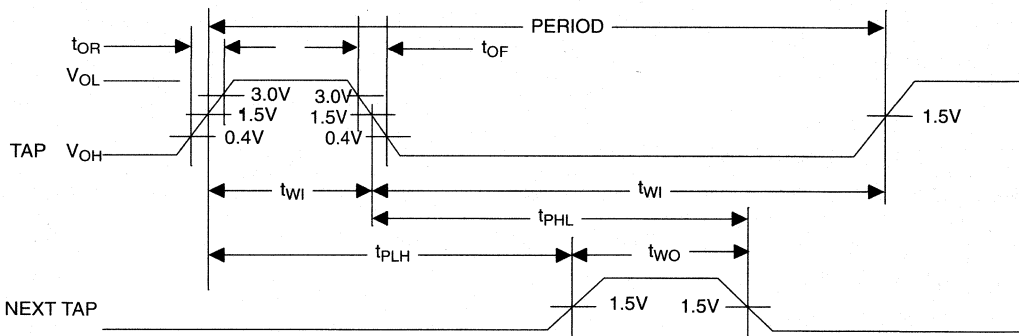 PERIOD
tOR
tOF
VOL
3.0V
3.0V
1.5V
1.5V
1.5V
0.4V
0.4V
TAP
VOH
tWI
tWI
tPHL
tPLH
tWO
NEXT TAP
1.5V
1.5V